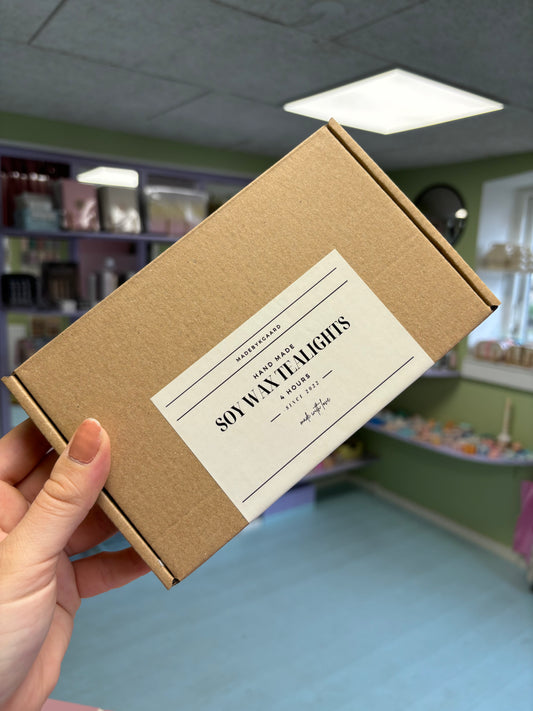 MADEBYKGAARD
HAND MADE
SOY WAX TEALIGHTS
4 HOURS
SINCE 2022
made with love